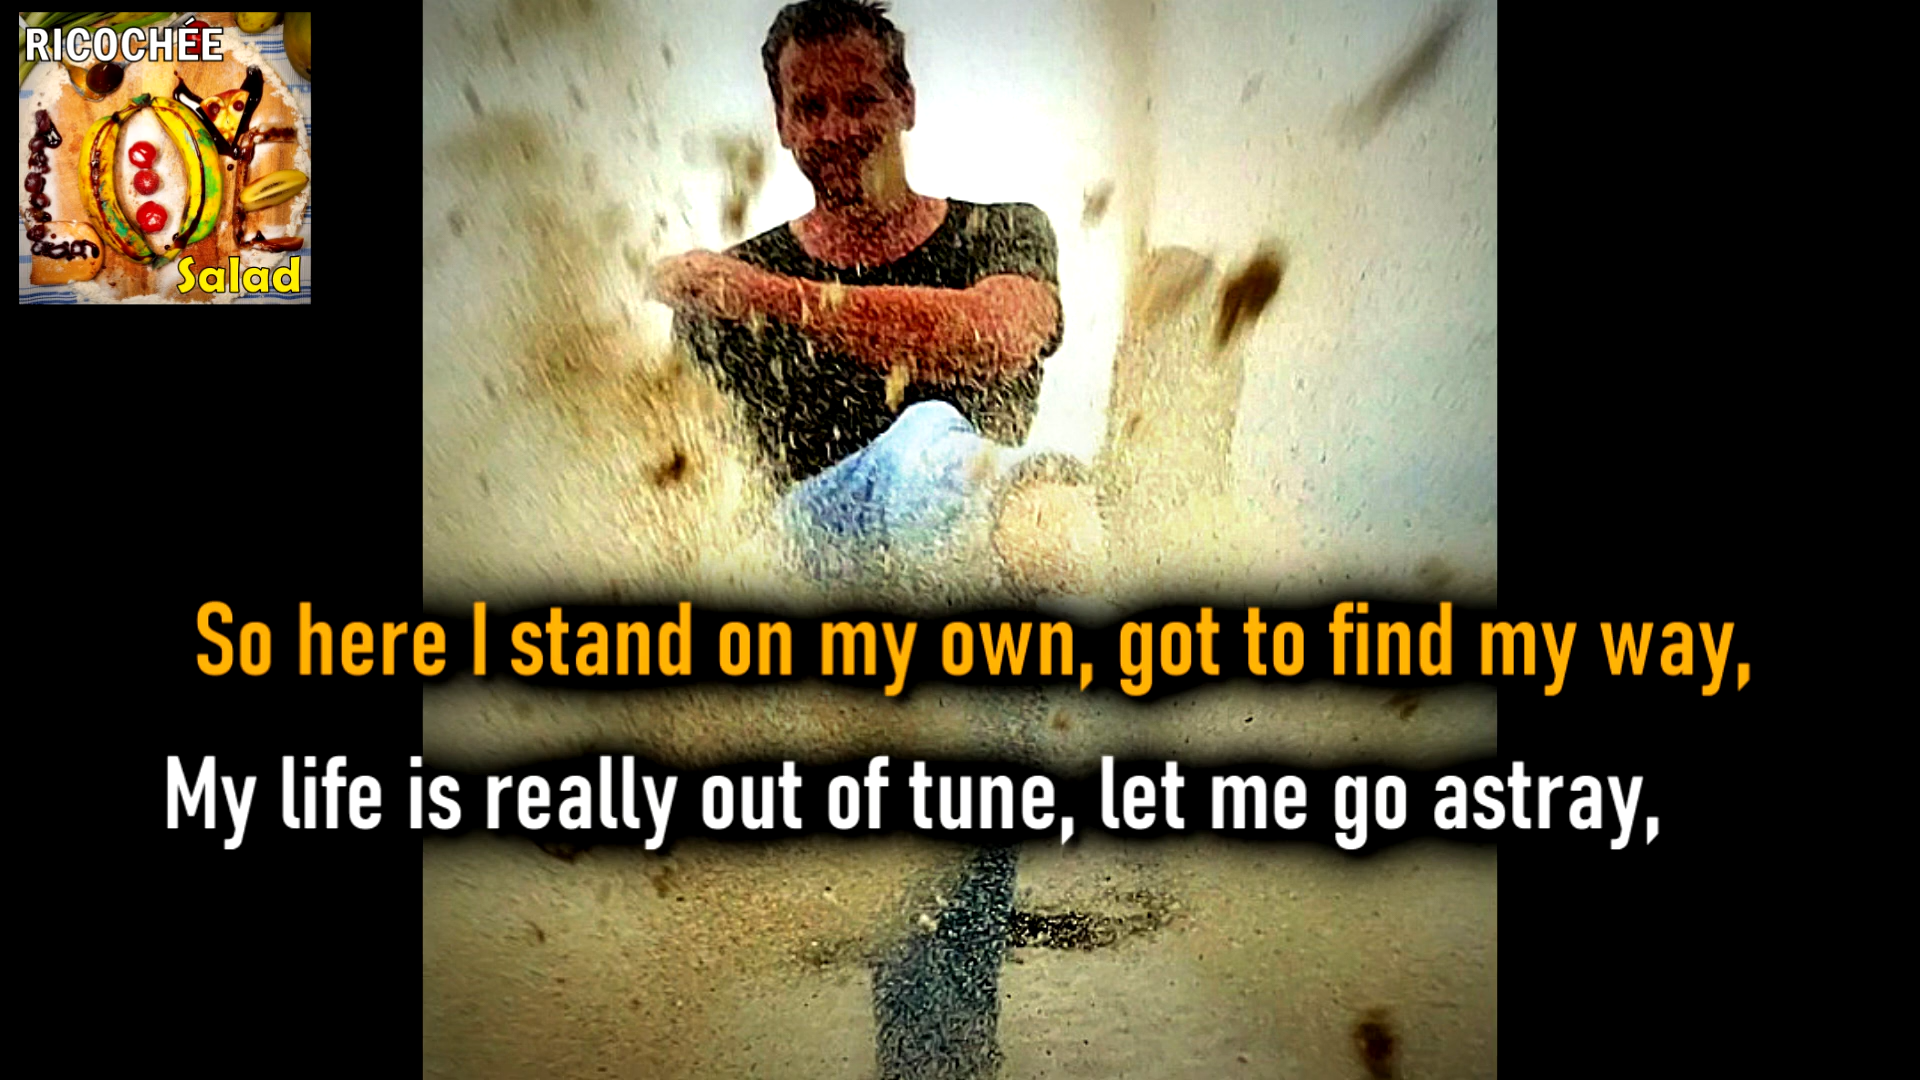 RICOCHÉE
Salad
So here I stand on my own, got to find my way,
My life is really out of tune, let me go astray,